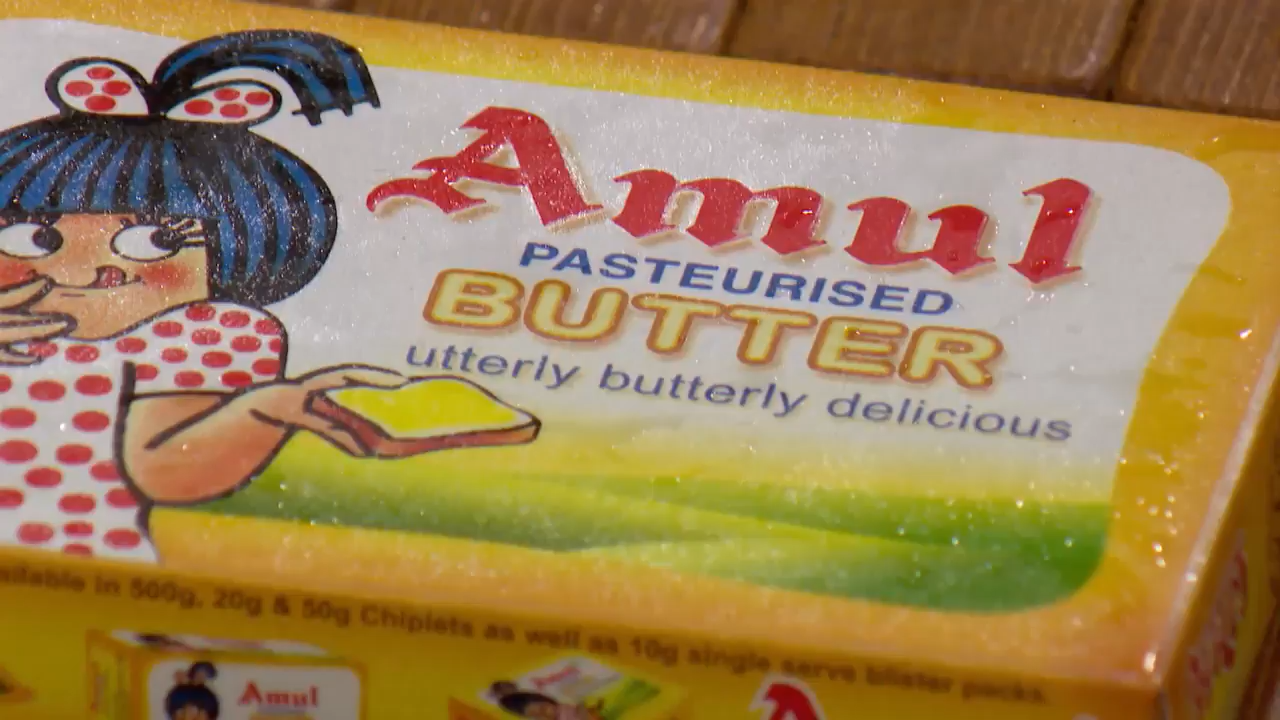 Amul
PASTEURISED
BUTTER
utterly butterly delicious
in 500g, 20g & 50g Chiplets as well as 10g single serve blister packs.
Amul
Amul